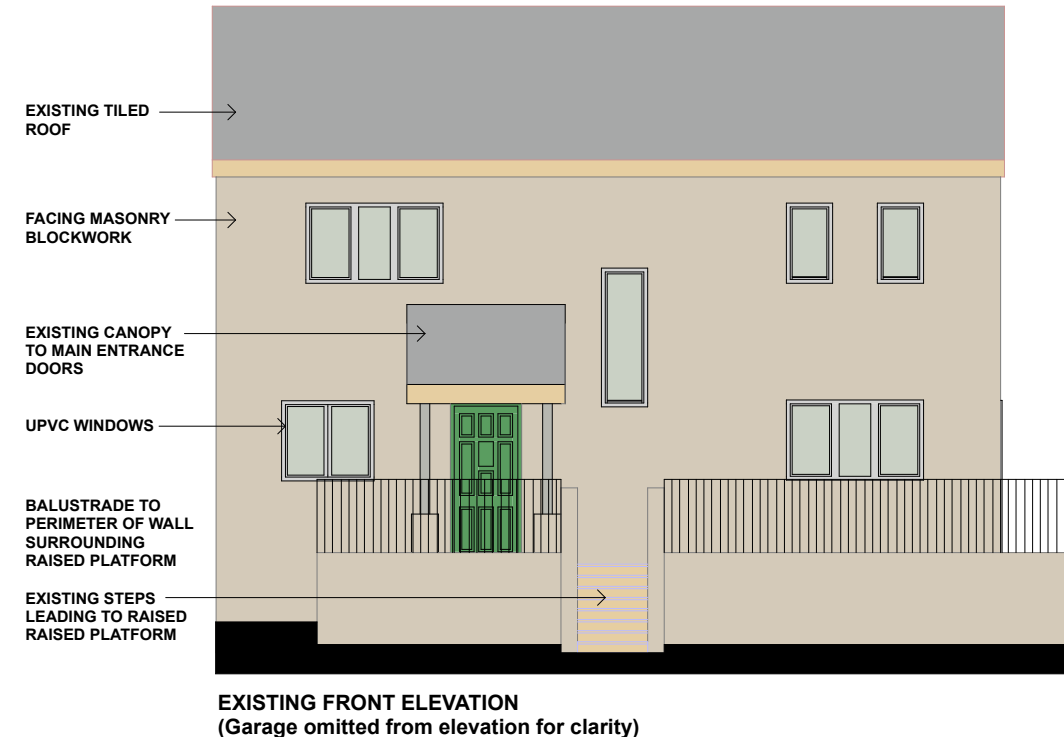 EXISTING TILED
ROOF
FACING MASONRY
BLOCKWORK
EXISTING CANOPY
TO MAIN ENTRANCE
DOORS
UPVC WINDOWS
BALUSTRADE TO
PERIMETER OF WALL
SURROUNDING
RAISED PLATFORM
EXISTING STEPS
LEADING TO RAISED
RAISED PLATFORM
EXISTING FRONT ELEVATION
(Garage omitted from elevation for clarity)